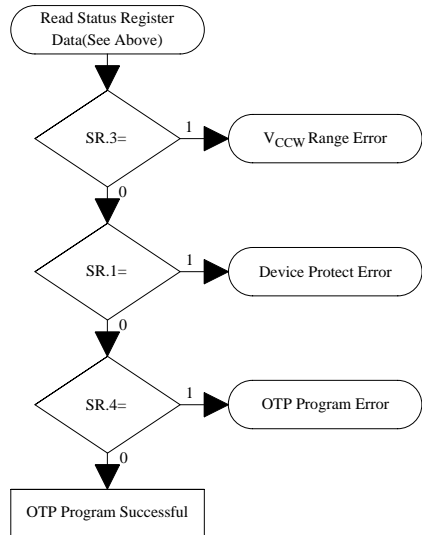 Read Status Register
Data(See Above)
SR.3=
1
VCCW Range Error
0
SR.1=
1
Device Protect Error
0
SR.4=
1
OTP Program Error
0
OTP Program Successful